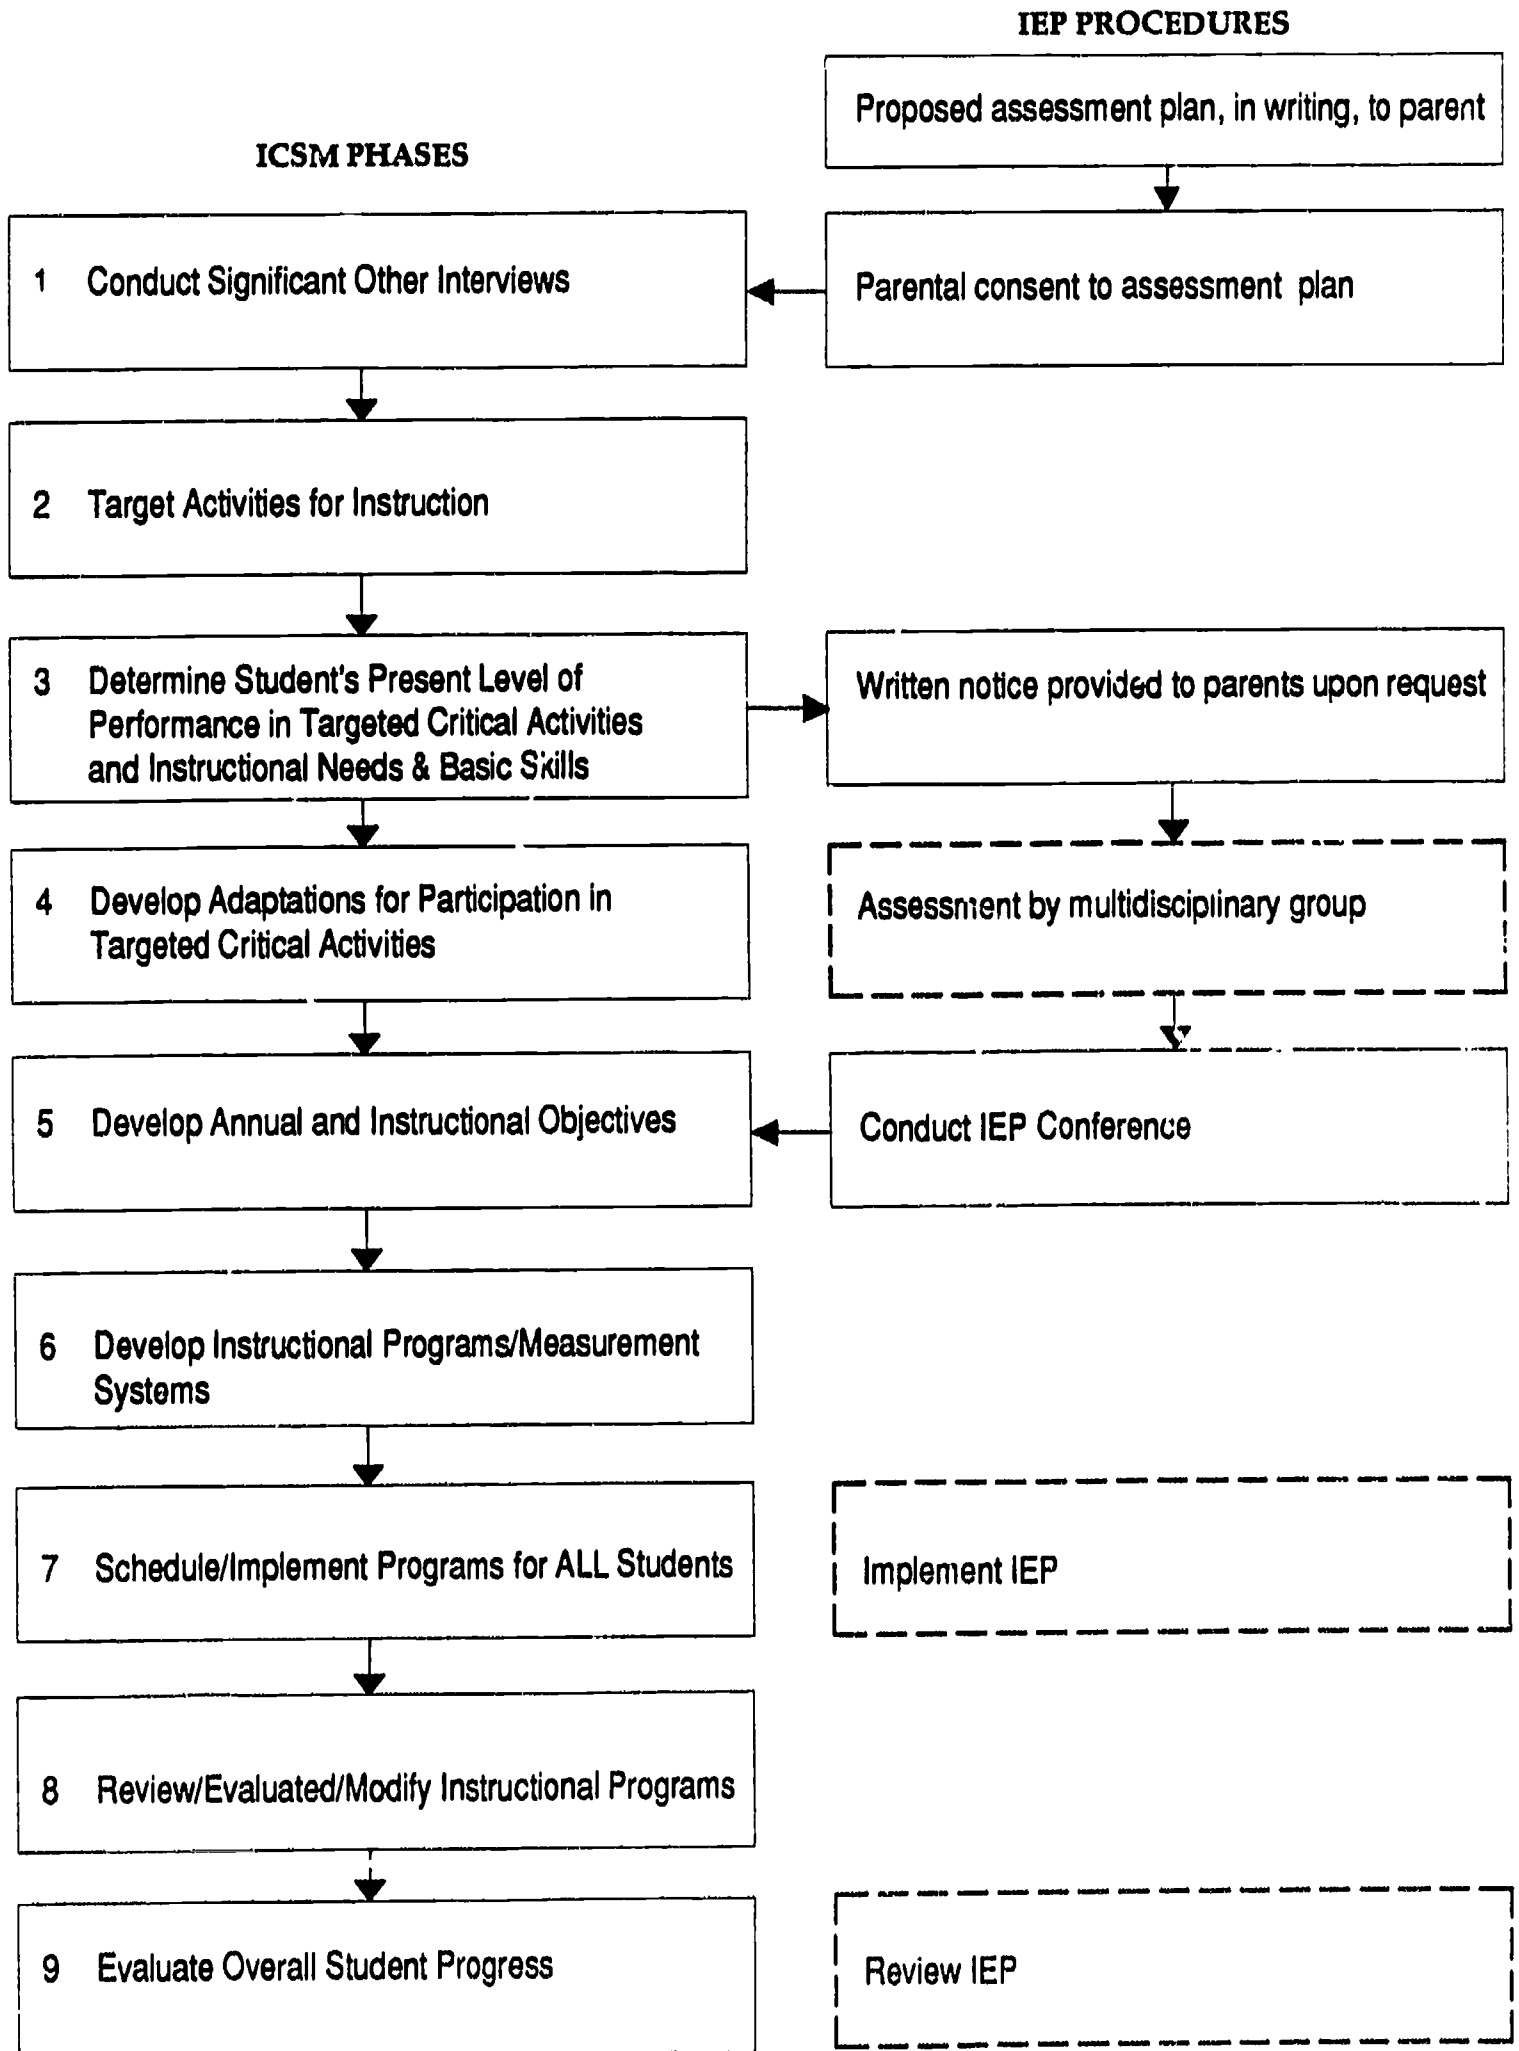 IEP PROCEDURES
Proposed assessment plan, in writing, to parent
ICSM PHASES
1 Conduct Significant Other Interviews
Parental consent to assessment plan
2 Target Activities for Instruction
3 Determine Student's Present Level of
Performance in Targeted Critical Activities
and Instructional Needs & Basic Skills
Written notice provided to parents upon request
4 Develop Adaptations for Participation in
Targeted Critical Activities
Assessment by multidisciplinary group
5 Develop Annual and Instructional Objectives
Conduct IEP Conference
6 Develop Instructional Programs/Measurement
Systems
7 Schedule/Implement Programs for ALL Students
Implement IEP
8 Review/Evaluated/Modify Instructional Programs
9 Evaluate Overall Student Progress
Review IEP